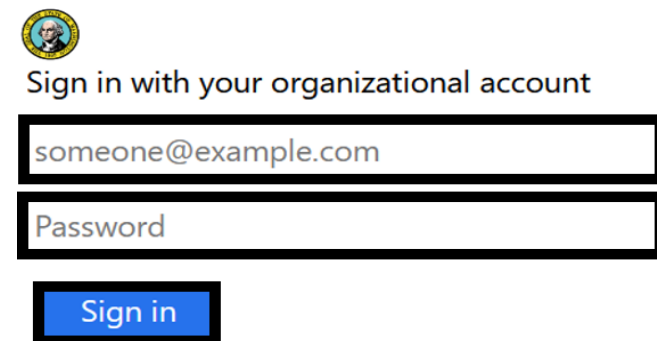 Sign in with your organizational account
someone@example.com
Password
Sign in